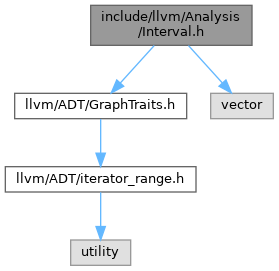 include/llvm/Analysis
/Interval.h
llvm/ADT/GraphTraits.h
vector
llvm/ADT/iterator_range.h
utility